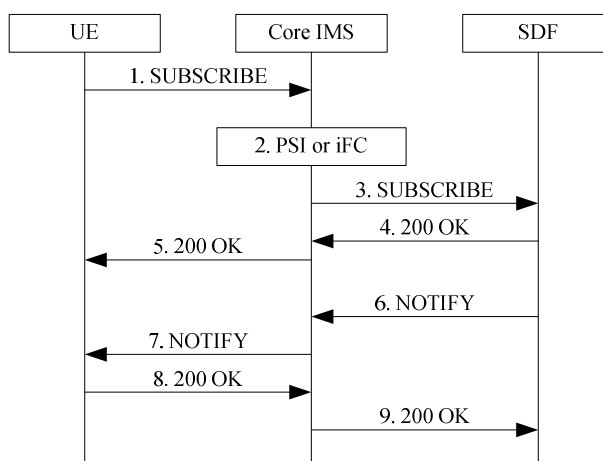 UE
Core IMS
SDF
1. SUBSCRIBE
2. PSI or iFC
3. SUBSCRIBE
4. 200 OK
5. 200 OK
6. NOTIFY
7. NOTIFY
8. 200 OK
9. 200 OK